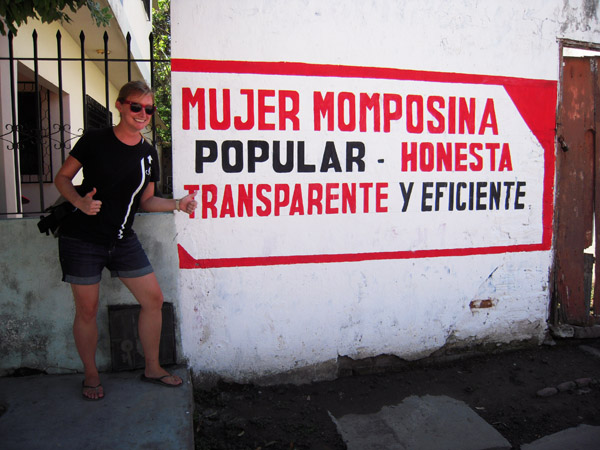 MUJER MOMPOSINA
POPULAR - HONESTA
TRANSPARENTE Y EFICIENTE